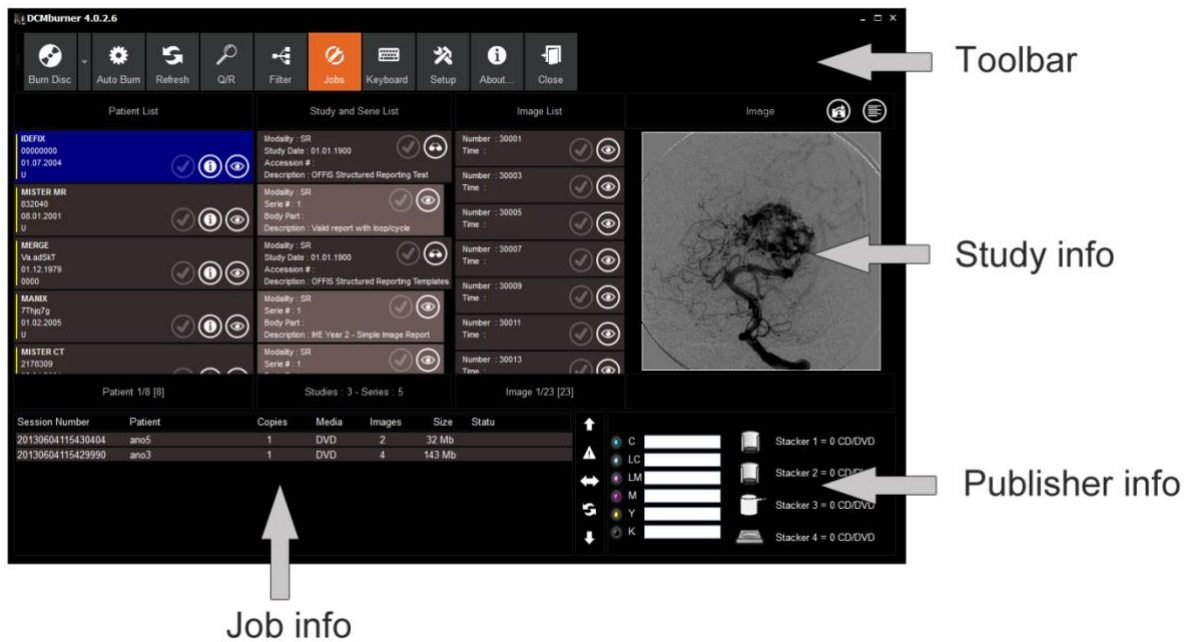 DCMburner 4.0.2.6
Burn Disc Auto Burn Refresh Q/R Filter Jobs Keyboard Setup About... Close
Toolbar
Patient List Study and Serie List Image List Image
IDEFIX
00000000
01.07.2004
U
MISTER MR
832040
08.01.2001
U
MERGE
Va.adSkT
01.12.1979
0000
MANIX
7Thjq7g
01.02.2005
U
MISTER CT
2178309
Modality : SR
Study Date : 01.01.1900
Accession # :
Description : OFFIS Structured Reporting Test
Modality : SR
Serie # : 1
Body Part :
Description : Valid report with loop/cycle
Modality : SR
Study Date : 01.01.1900
Accession # :
Description : OFFIS Structured Reporting Templates
Modality : SR
Serie # : 1
Body Part :
Description : IHE Year 2 - Simple Image Report
Modality : SR
Serie # : 1
Number : 30001
Time :
Number : 30003
Time :
Number : 30005
Time :
Number : 30007
Time :
Number : 30009
Time :
Number : 30011
Time :
Number : 30013
Time :
Study info
Patient 1/8 [8] Studies : 3 - Series : 5 Image 1/23 [23]
Session Number Patient Copies Media Images Size Statu
20130604115430404 ano5 1 DVD 2 32 Mb
20130604115429990 ano3 1 DVD 4 143 Mb
C
LC
LM
M
Y
K
Stacker 1 = 0 CD/DVD
Stacker 2 = 0 CD/
Stacker 3 = 0 CD/DVD
Stacker 4 = 0 CD/DVD
Publisher info
Job info